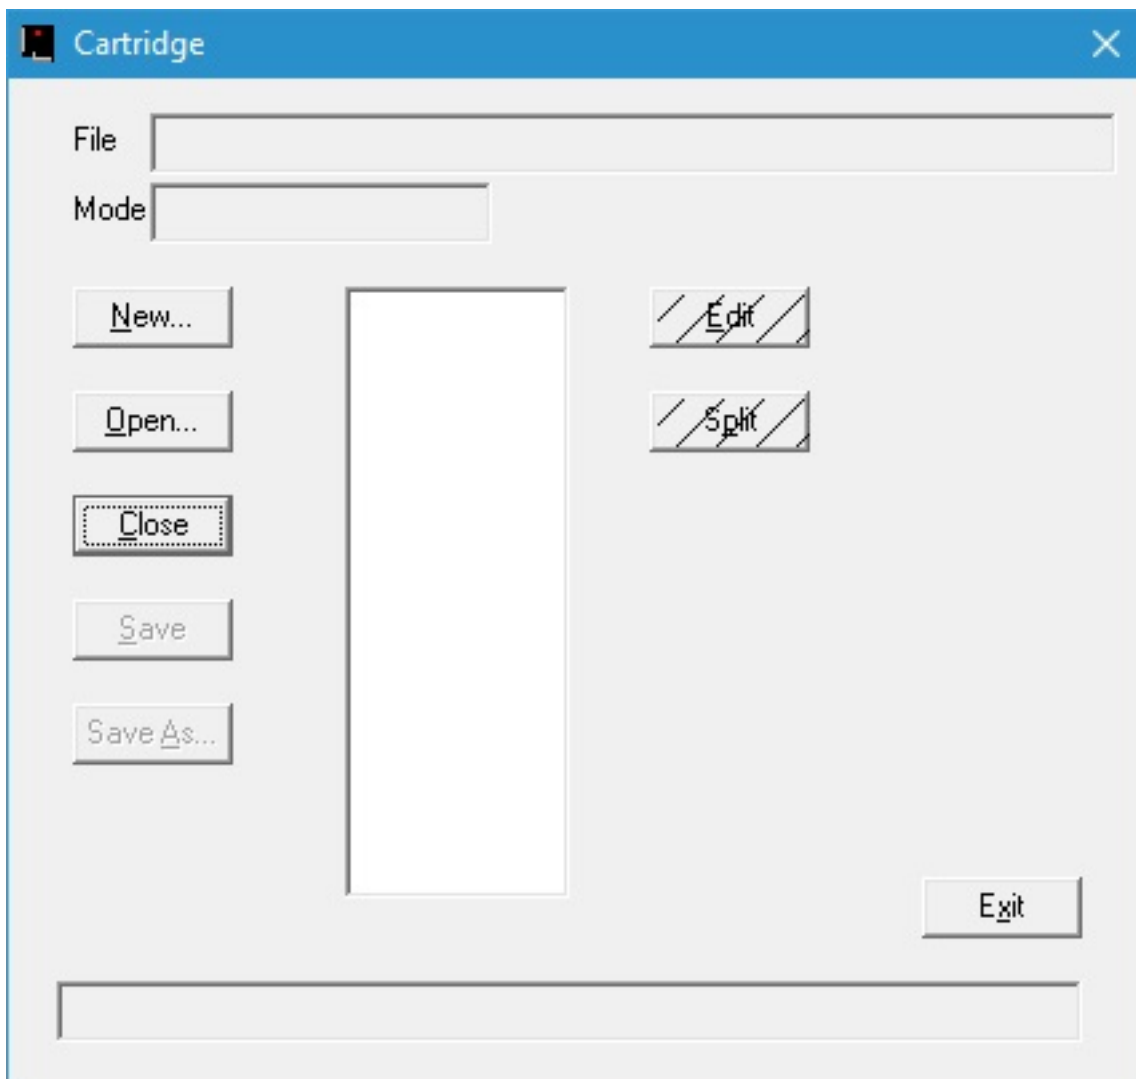 Cartridge
File
Mode
New...
Edit
Open...
Split
Close
Save
Save As...
Exit